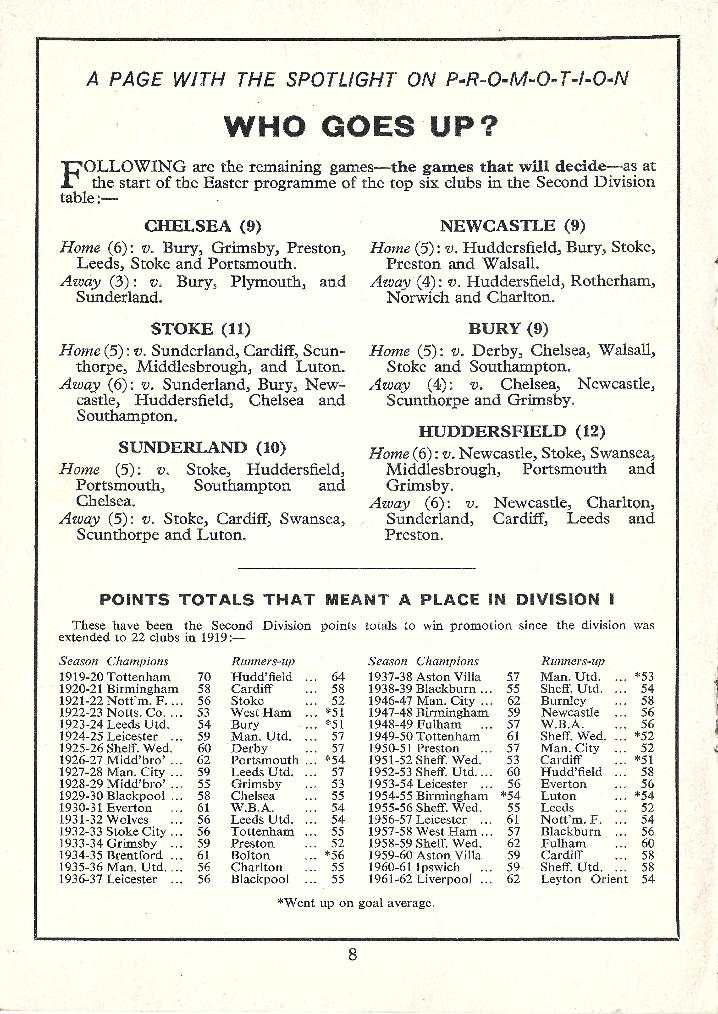 A PAGE WITH THE SPOTLIGHT ON P-R-O-M-O-T-I-O-N
WHO GOES UP?
FOLLOWING are the remaining games—the games that will decide—as at
the start of the Easter programme of the top six clubs in the Second Division
table:—
CHELSEA (9)
Home (6): v. Bury, Grimsby, Preston,
Leeds, Stoke and Portsmouth.
Away (3): v. Bury, Plymouth, and
Sunderland.
STOKE (11)
Home (5): v. Sunderland, Cardiff, Scun-
thorpe, Middlesbrough, and Luton.
Away (6): v. Sunderland, Bury, New-
castle, Huddersfield, Chelsea and
Southampton.
SUNDERLAND (10)
Home (5): v. Stoke, Huddersfield,
Portsmouth, Southampton and
Chelsea.
Away (5): v. Stoke, Cardiff, Swansea,
Scunthorpe and Luton.
NEWCASTLE (9)
Home (5): v. Huddersfield, Bury, Stoke,
Preston and Walsall.
Away (4): v. Huddersfield, Rotherham,
Norwich and Charlton.
BURY (9)
Home (5): v. Derby, Chelsea, Walsall,
Stoke and Southampton.
Away (4): v. Chelsea, Newcastle,
Scunthorpe and Grimsby.
HUDDERSFIELD (12)
Home (6): v. Newcastle, Stoke, Swansea,
Middlesbrough, Portsmouth and
Grimsby.
Away (6): v. Newcastle, Charlton,
Sunderland, Cardiff, Leeds and
Preston.
POINTS TOTALS THAT MEANT A PLACE IN DIVISION I
These have been the Second Division points totals to win promotion since the division was
extended to 22 clubs in 1919:—
Season Champions Runners-up
1919-20 Tottenham 70 Hudd'field ... 64
1920-21 Birmingham 58 Cardiff ... 58
1921-22 Nott'm. F. ... 56 Stoke ... 52
1922-23 Notts. Co. ... 53 West Ham ... *51
1923-24 Leeds Utd. 54 Bury ... *51
1924-25 Leicester ... 59 Man. Utd. ... 57
1925-26 Sheff. Wed. 60 Derby ... 57
1926-27 Midd'bro' ... 62 Portsmouth ... *54
1927-28 Man. City ... 59 Leeds Utd. ... 57
1928-29 Midd'bro' ... 55 Grimsby ... 53
1929-30 Blackpool ... 58 Chelsea ... 55
1930-31 Everton ... 61 W.B.A. ... 54
1931-32 Wolves ... 56 Leeds Utd. ... 54
1932-33 Stoke City ... 56 Tottenham ... 55
1933-34 Grimsby ... 59 Preston ... 52
1934-35 Brentford ... 61 Bolton ... *56
1935-36 Man. Utd. ... 56 Charlton ... 55
1936-37 Leicester ... 56 Blackpool ... 55
Season Champions Runners-up
1937-38 Aston Villa 57 Man. Utd. ... *53
1938-39 Blackburn ... 55 Sheff. Utd. ... 54
1946-47 Man. City ... 62 Burnley ... 58
1947-48 Birmingham 59 Newcastle ... 56
1948-49 Fulham ... 57 W.B.A. ... 56
1949-50 Tottenham 61 Sheff. Wed. ... *52
1950-51 Preston ... 57 Man. City ... 52
1951-52 Sheff. Wed. 53 Cardiff ... *51
1952-53 Sheff. Utd. ... 60 Hudd'field ... 58
1953-54 Leicester ... 56 Everton ... 56
1954-55 Birmingham *54 Luton ... *54
1955-56 Sheff. Wed. 55 Leeds ... 52
1956-57 Leicester ... 61 Nott'm. F. ... 54
1957-58 West Ham ... 57 Blackburn ... 56
1958-59 Sheff. Wed. 62 Fulham ... 60
1959-60 Aston Villa 59 Cardiff ... 58
1960-61 Ipswich ... 59 Sheff. Utd. ... 58
1961-62 Liverpool ... 62 Leyton Orient 54
*Went up on goal average.
8